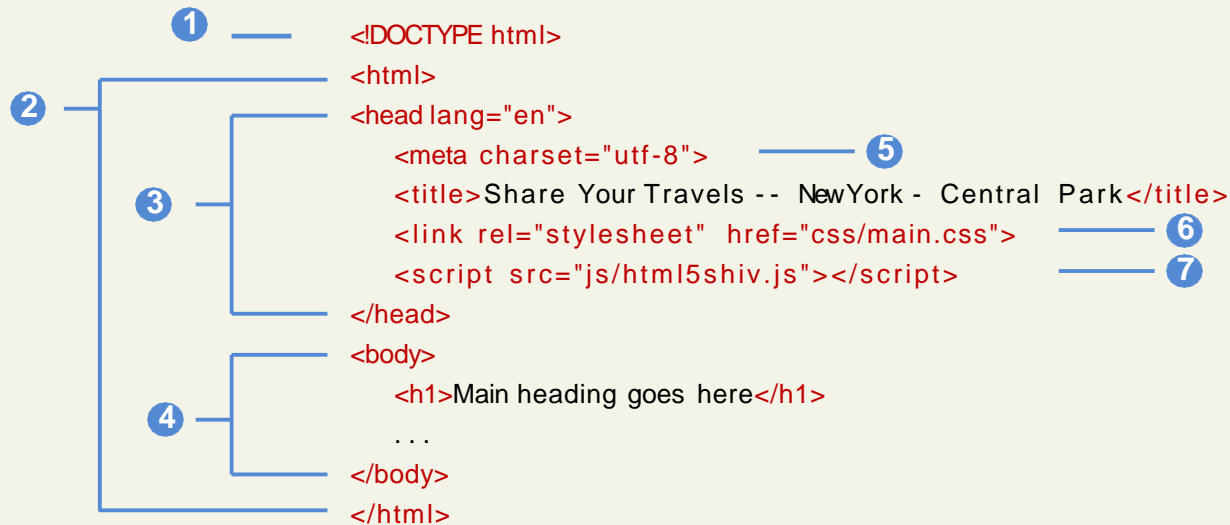 1 <!DOCTYPE html>
<html>
2 <head lang="en">
<meta charset="utf-8"> 5
<title>Share Your Travels -- New York - Central Park</title>
3 <link rel="stylesheet" href="css/main.css"> 6
<script src="js/html5shiv.js"></script> 7
</head>
<body>
<h1>Main heading goes here</h1>
4 ...
</body>
</html>